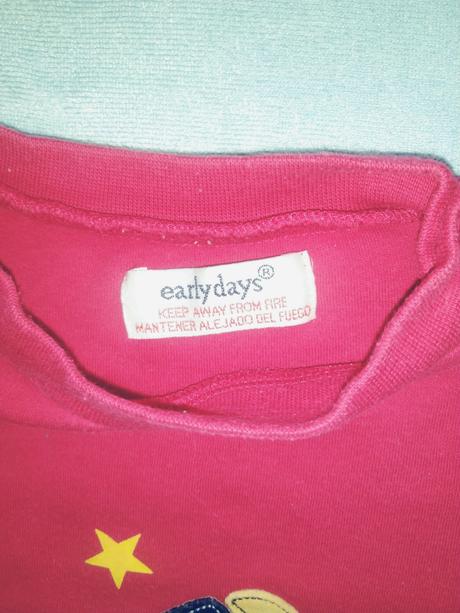 earlydays®
KEEP AWAY FROM FIRE
MANTENER ALEJADO DEL FUEGO